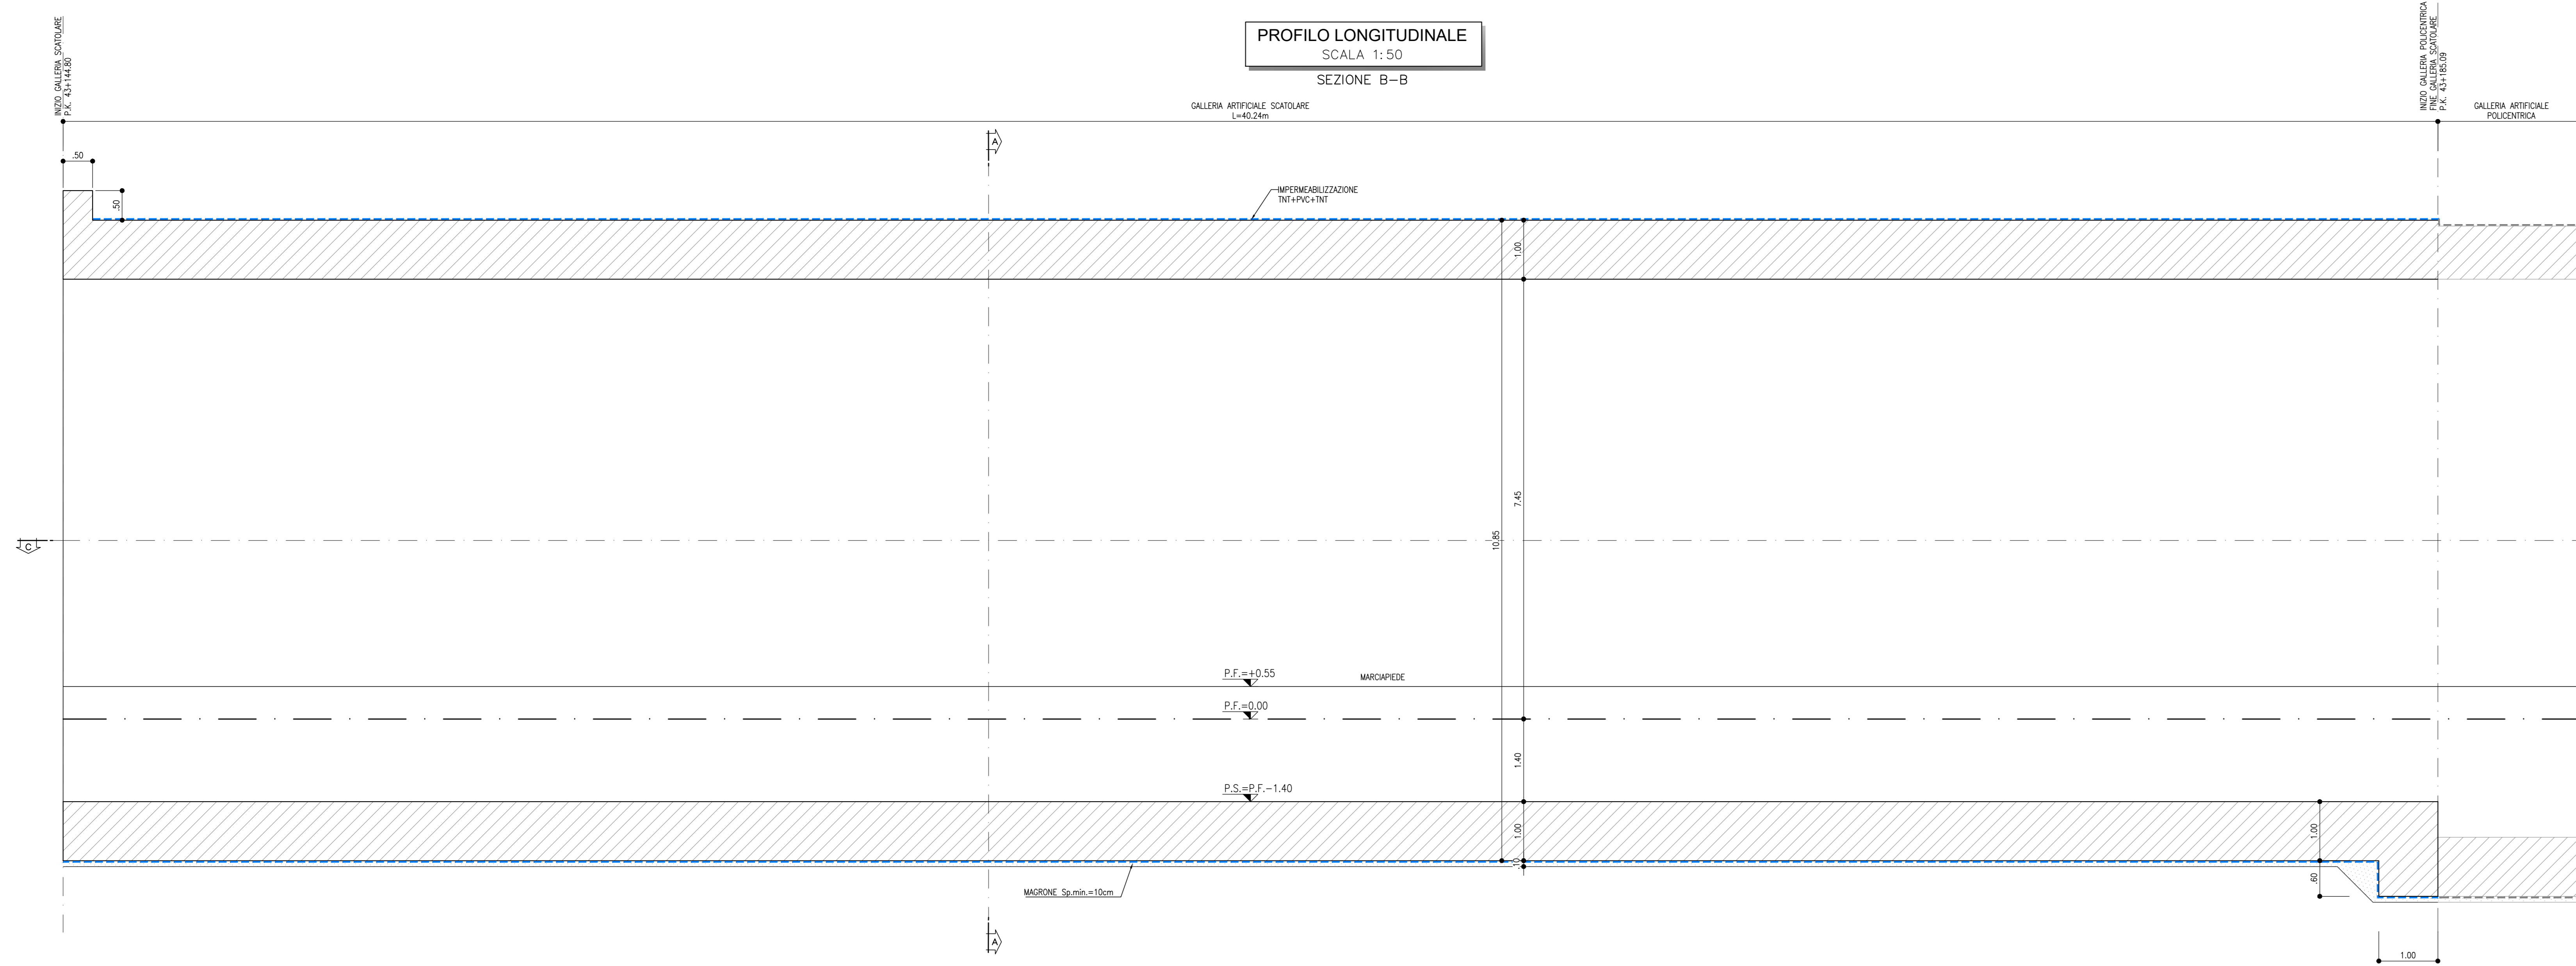 PROFILO LONGITUDINALE
SCALA 1:50
SEZIONE B-B
INIZIO GALLERIA SCATOLARE
P.K. 43+144.80
INIZIO GALLERIA POLICENTRICA
FINE GALLERIA SCATOLARE
P.K. 43+185.09
GALLERIA ARTIFICIALE SCATOLARE
L=40.24m
GALLERIA ARTIFICIALE
POLICENTRICA
A
.50
.50
IMPERMEABILIZZAZIONE
TNT+PVC+TNT
1.00
7.45
10.85
C
P.F.=+0.55
MARCIAPIEDE
P.F.=0.00
1.40
P.S.=P.F.-1.40
1.00
1.00
.10
.60
MAGRONE Sp.min.=10cm
A
1.00